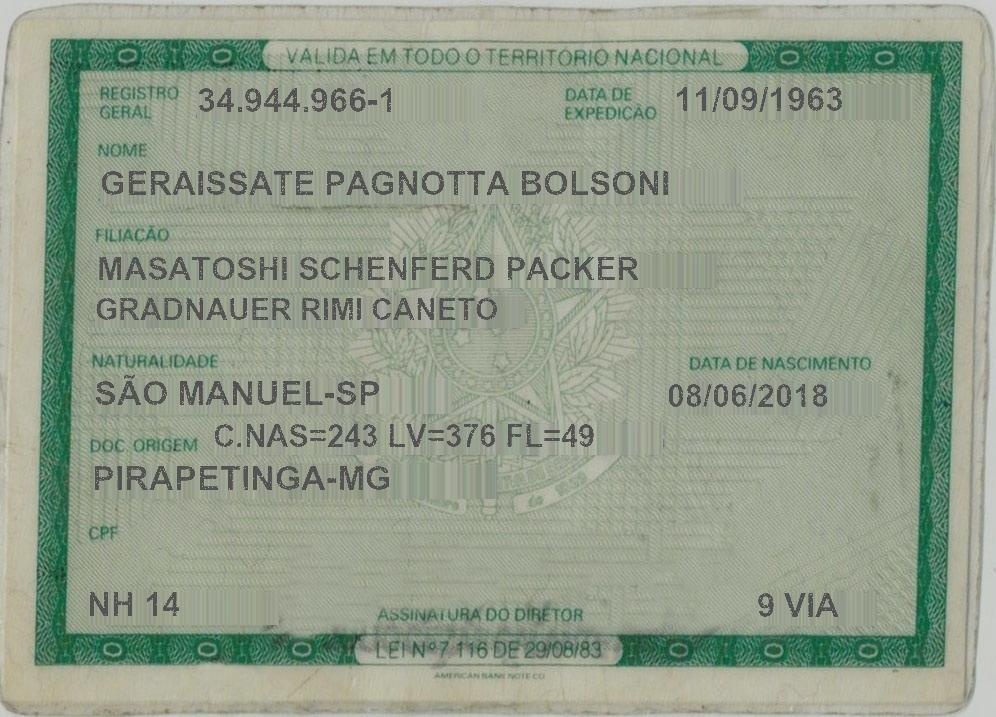 VÁLIDA EM TODO O TERRITÓRIO NACIONAL
REGISTRO GERAL 34.944.966-1 DATA DE EXPEDIÇÃO 11/09/1963
NOME
GERAISSATE PAGNOTTA BOLSONI
FILIAÇÃO
MASATOSHI SCHENFERD PACKER
GRADNAUER RIMI CANETO
NATURALIDADE DATA DE NASCIMENTO
SÃO MANUEL-SP 08/06/2018
DOC. ORIGEM C.NAS=243 LV=376 FL=49
PIRAPETINGA-MG
CPF
NH 14 ASSINATURA DO DIRETOR 9 VIA
LEI Nº 7.116 DE 29/08/83
AMERICAN BANK NOTE CO